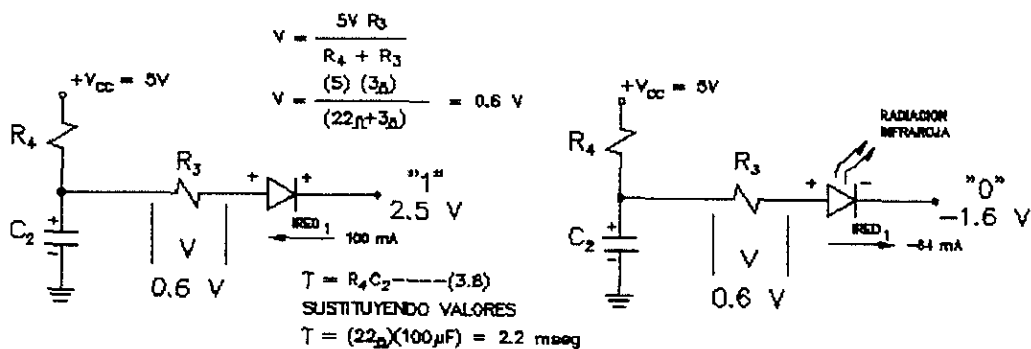 V = 5V R3 / R4 + R3
V = (5) (3Ω) / (22Ω+3Ω) = 0.6 V
+VCC = 5V
R4
R3
+ +
"1"
2.5 V
IRED1
100 mA
C2
+
-
V
0.6 V
T = R4C2-----(3.8)
SUSTITUYENDO VALORES
T = (22Ω)(100µF) = 2.2 mseg
+VCC = 5V
RADIACION
INFRAROJA
R4
R3
+ -
"0"
-1.6 V
IRED1
C2
+
-
V
0.6 V